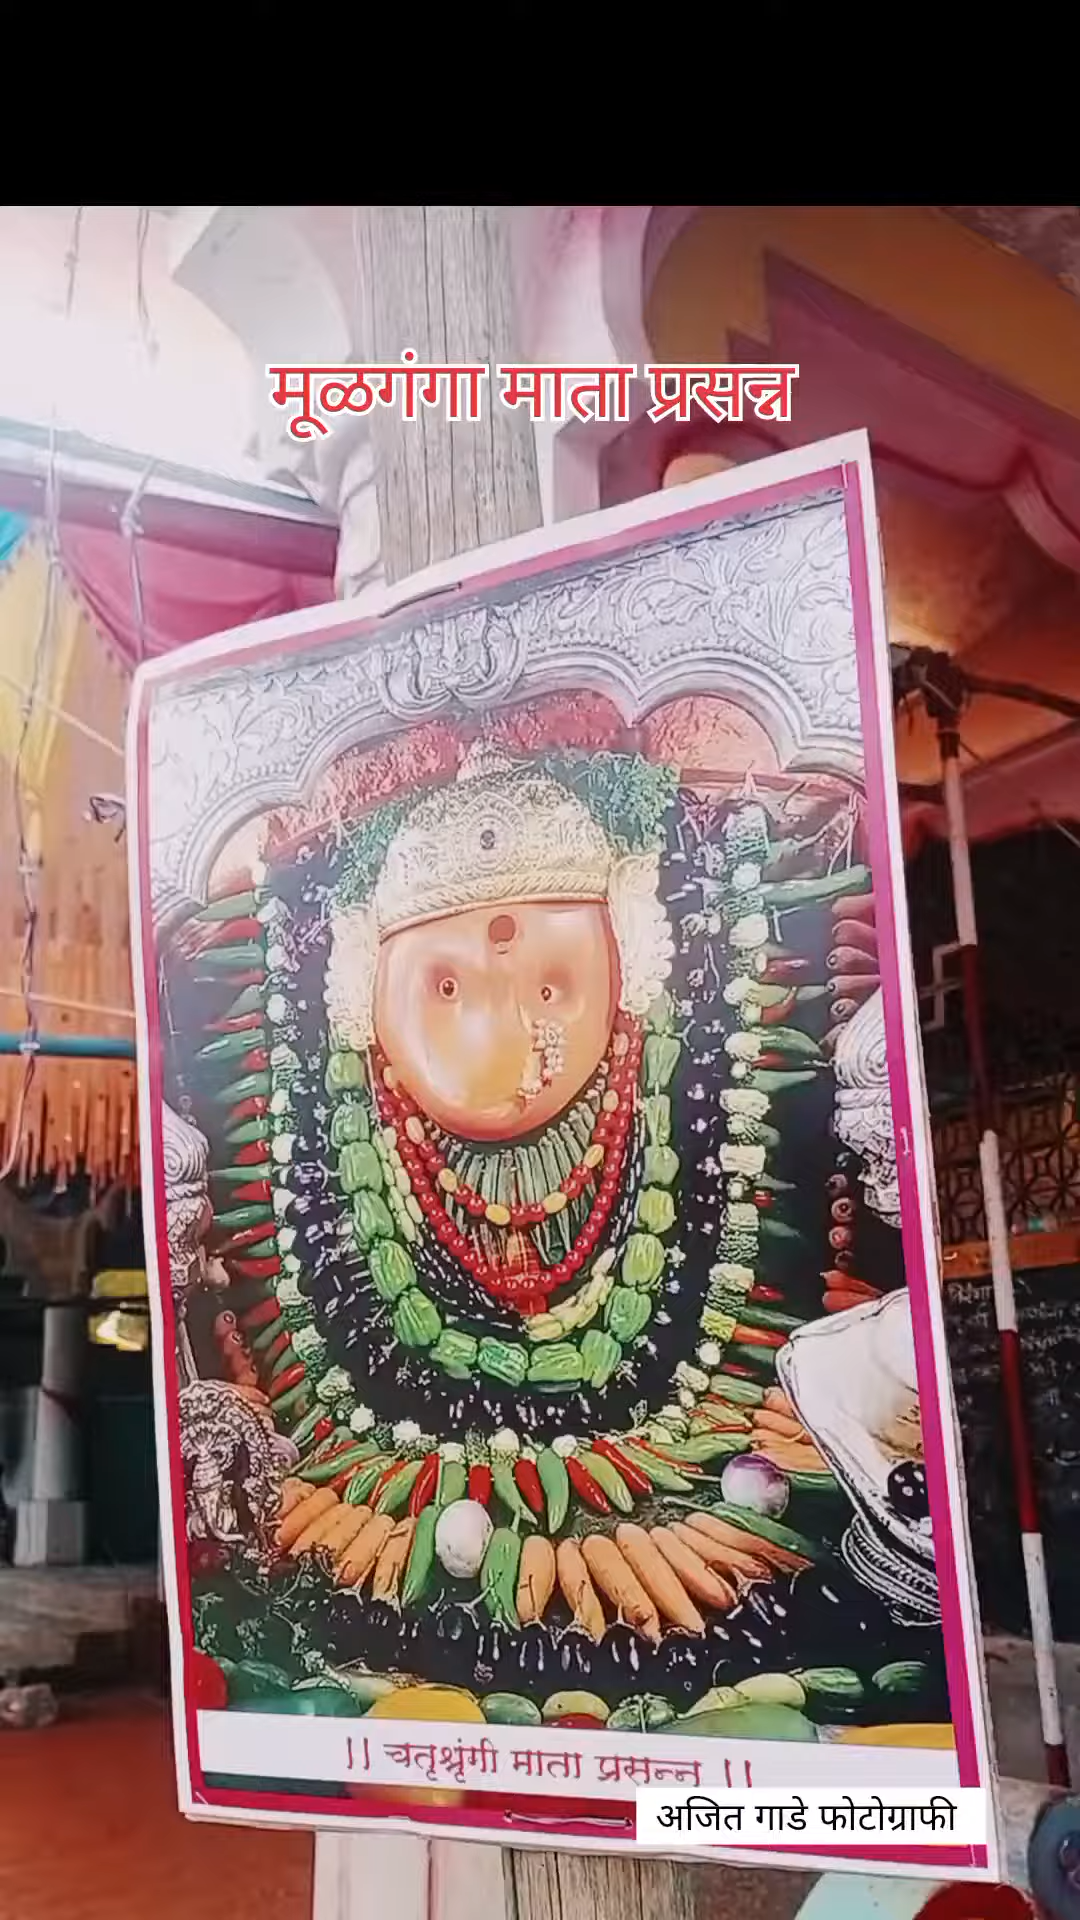 मूळगंगा माता प्रसन्न
|| चतृश्रृंगी माता प्रसन्न ||
अजित गाडे फोटोग्राफी